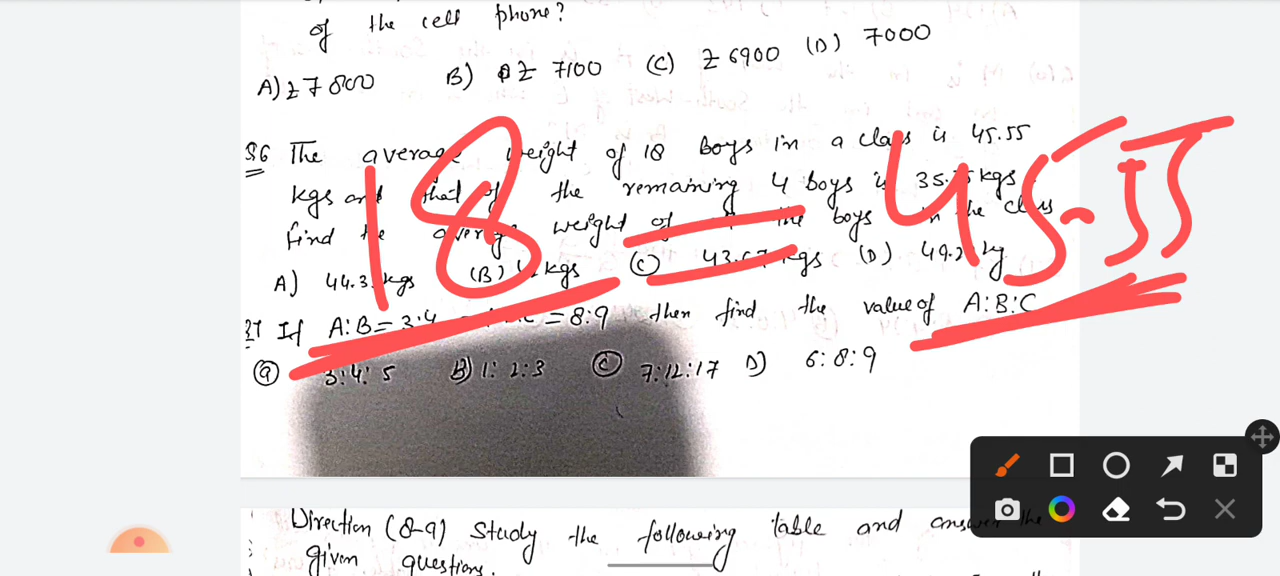 of the cell phone?
A) ₹7800 B) ₹ 7100 (C) ₹6900 (D) 7000
36 The average weight of 18 boys in a class is 45.55
kgs and that of the remaining 4 boys is kgs
find the average weight of the boys in the class
A) 44.3 kgs (B) kgs (C) kgs (D) kg
18 = 45.55
37 If A:B = 3:4 = 8:9 then find the value of A:B:C
(a) 3:4:5 B) 1:2:3 (C) 7:12:17 D) 6:8:9
Direction (8-9) Study the following table and answer the
given questions.